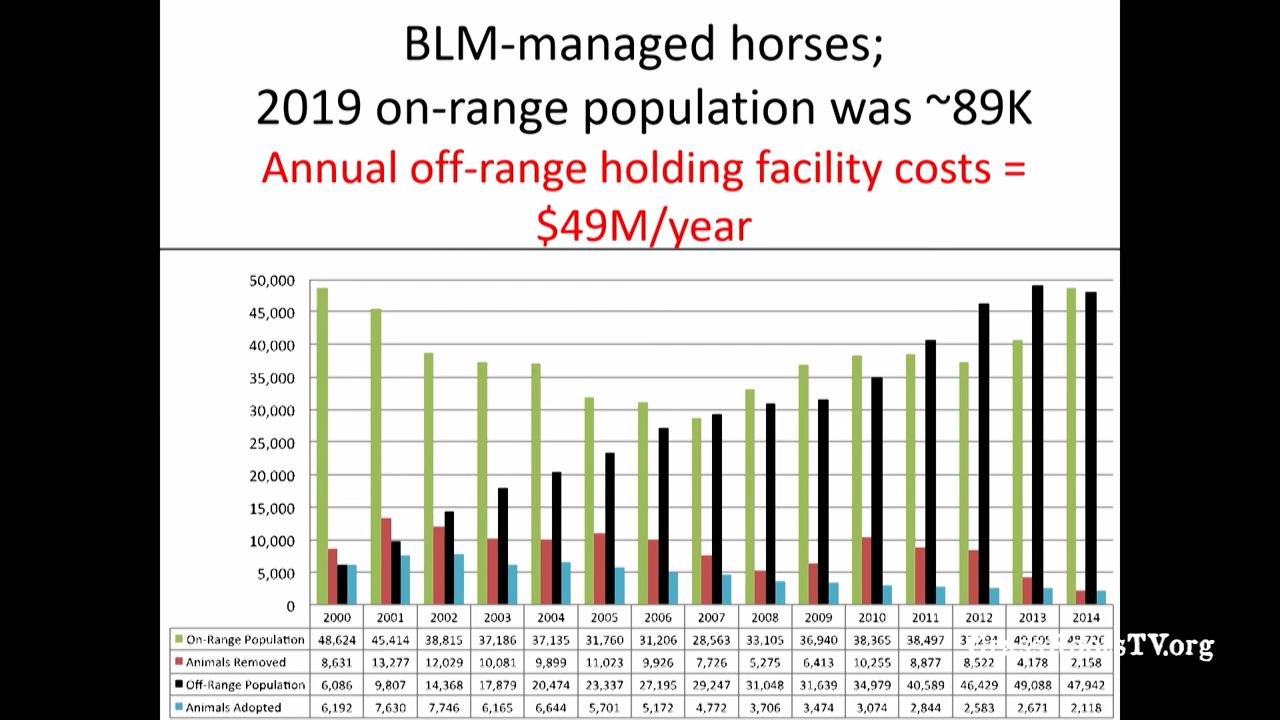 BLM-managed horses;
2019 on-range population was ~89K
Annual off-range holding facility costs =
$49M/year
50,000
45,000
40,000
35,000
30,000
25,000
20,000
15,000
10,000
5,000
0
2000 2001 2002 2003 2004 2005 2006 2007 2008 2009 2010 2011 2012 2013 2014
On-Range Population 48,624 45,414 38,815 37,186 37,135 31,760 31,206 28,563 33,105 36,940 38,365 38,497
Animals Removed 8,631 13,277 12,029 10,081 9,899 11,023 9,926 7,726 5,275 6,413 10,255 8,877 8,522 4,178 2,158
Off-Range Population 6,086 9,807 14,368 17,879 20,474 23,337 27,195 29,247 31,048 31,639 34,979 40,589 46,429 49,088 47,942
Animals Adopted 6,192 7,630 7,746 6,165 6,644 5,701 5,172 4,772 3,706 3,474 3,074 2,844 2,583 2,671 2,118